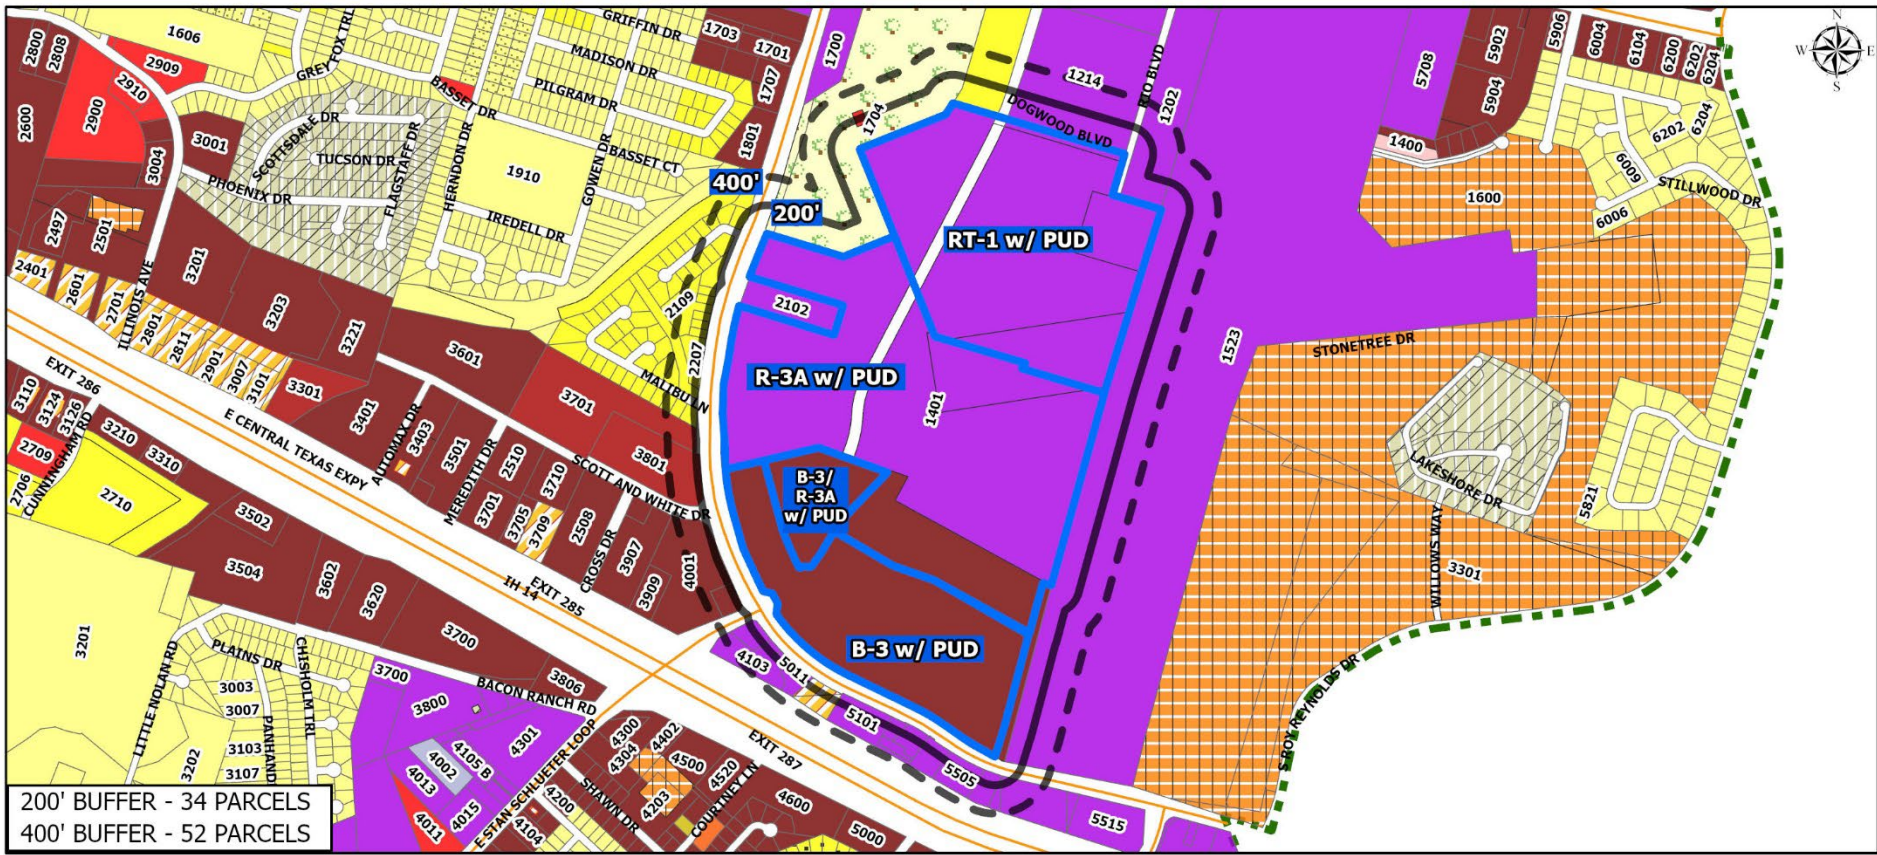 GRIFFIN DR
1703
1701
1700
1606
2800
2808
2909
2910
GREY FOX TRL
MADISON DR
PILGRAM DR
1707
BASSET DR
2600
2900
3001
3004
SCOTTSDALE DR
TUCSON DR
FLAGSTAFF DR
PHOENIX DR
HERNDON DR
1910
GOWEN DR
BASSET CT
IREDELL DR
1801
1704
DOGWOOD BLVD
1214
RIO BLVD
1202
5708
5902
5904
5906
6004
6104
6200
6202
6204
N
W
E
S
1400
1600
6009
6202
6204
6006
STILLWOOD DR
400'
200'
RT-1 w/ PUD
2102
R-3A w/ PUD
1401
1523
STONETREE DR
2497
2501
2401
2601
2701
ILLINOIS AVE
2801
2811
2901
3007
3101
3201
3203
3221
3301
3401
3601
3701
3801
2109
2207
MALIBU LN
EXIT 286
E CENTRAL TEXAS EXPY
AUTOMAX DR
3403
3501
MEREDITH DR
2510
3701
3710
3705
3709
2508
SCOTT AND WHITE DR
CROSS DR
3907
3909
4001
B-3/
R-3A
w/ PUD
B-3 w/ PUD
LAKESHORE DR
WILLOWS WAY
5821
3301
S ROY REYNOLDS DR
3110
3124
3126
2709
2706
CUNNINGHAM RD
2710
3210
3310
3502
3504
3602
3620
3700
3806
EXIT 285
IH 14
3201
LITTLE NOLAN RD
PLAINS DR
CHISHOLM TRL
3003
3007
3103
3107
3202
3700
3800
BACON RANCH RD
4301
4105 B
4002
4013
4015
4011
E STAN SCHLUETER LOOP
4103
5011
5101
5505
5515
EXIT 287
4300
4304
4402
4500
4520
4203
4200
4104
SHAWN DR
COURTNEY LN
4600
5000
200' BUFFER - 34 PARCELS
400' BUFFER - 52 PARCELS